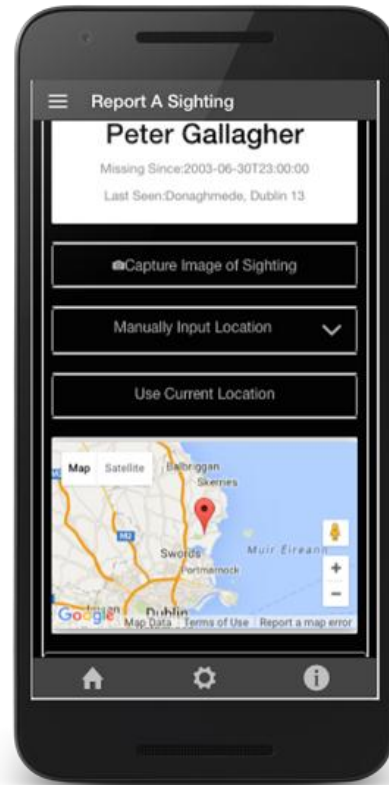 Report A Sighting
Peter Gallagher
Missing Since:2003-06-30T23:00:00
Last Seen:Donaghmede, Dublin 13
Capture Image of Sighting
Manually Input Location
Use Current Location
Map Satellite
Balbriggan
Skerries
M2
Swords
Muir Éireann
Portmarnock
Dublin
Google
Map Data Terms of Use Report a map error